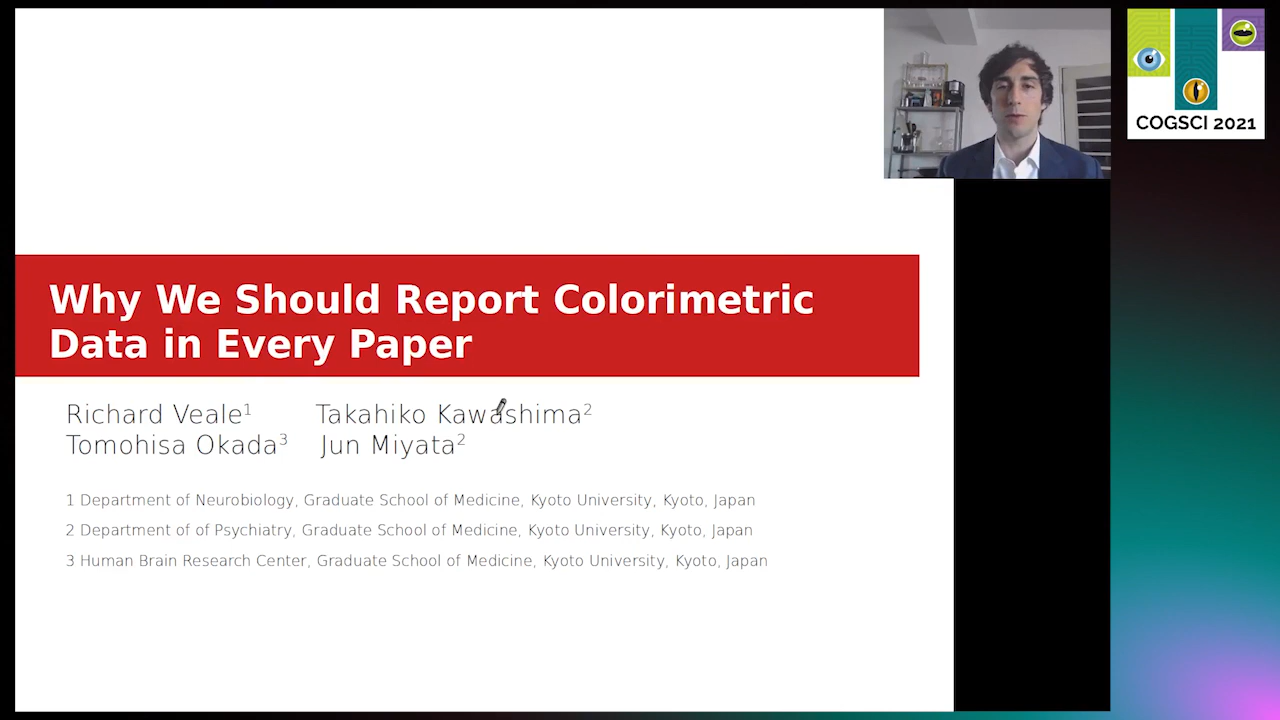 COGSCI 2021
Why We Should Report Colorimetric
Data in Every Paper
Richard Veale¹ Takahiko Kawashima²
Tomohisa Okada³ Jun Miyata²
1 Department of Neurobiology, Graduate School of Medicine, Kyoto University, Kyoto, Japan
2 Department of of Psychiatry, Graduate School of Medicine, Kyoto University, Kyoto, Japan
3 Human Brain Research Center, Graduate School of Medicine, Kyoto University, Kyoto, Japan